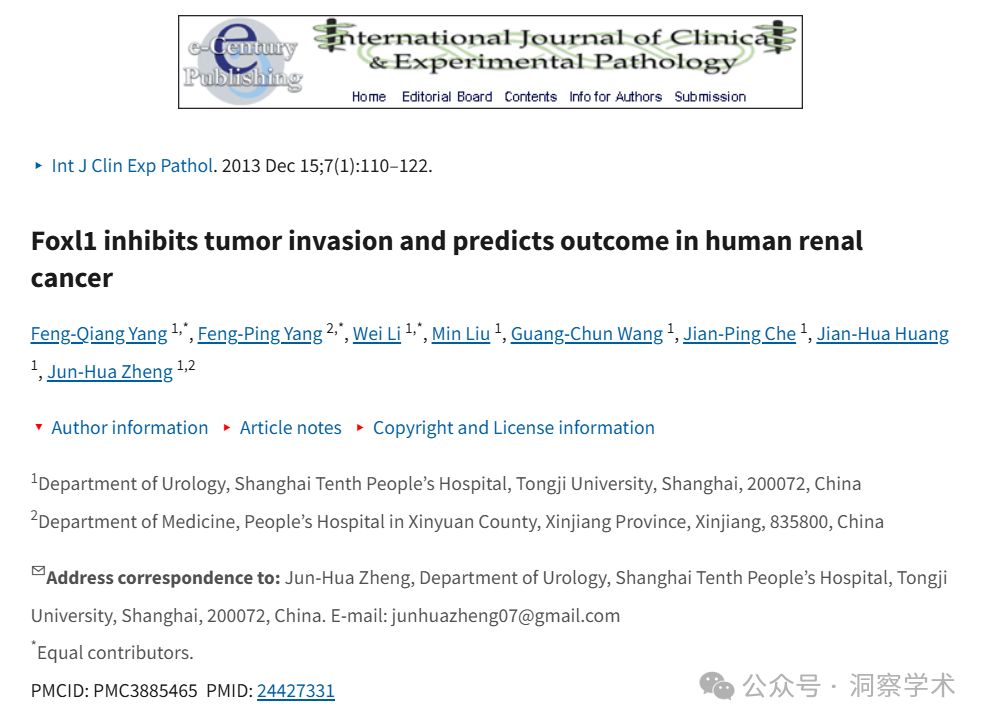 e-Century
Publishing
International Journal of Clinical
& Experimental Pathology
Home Editorial Board Contents Info for Authors Submission
Int J Clin Exp Pathol. 2013 Dec 15;7(1):110–122.
Foxl1 inhibits tumor invasion and predicts outcome in human renal
cancer
Feng-Qiang Yang 1,*, Feng-Ping Yang 2,*, Wei Li 1,*, Min Liu 1, Guang-Chun Wang 1, Jian-Ping Che 1, Jian-Hua Huang
1, Jun-Hua Zheng 1,2
Author information Article notes Copyright and License information
1Department of Urology, Shanghai Tenth People’s Hospital, Tongji University, Shanghai, 200072, China
2Department of Medicine, People’s Hospital in Xinyuan County, Xinjiang Province, Xinjiang, 835800, China
Address correspondence to: Jun-Hua Zheng, Department of Urology, Shanghai Tenth People’s Hospital, Tongji
University, Shanghai, 200072, China. E-mail: junhuazheng07@gmail.com
*Equal contributors.
PMCID: PMC3885465 PMID: 24427331
公众号 · 洞察学术